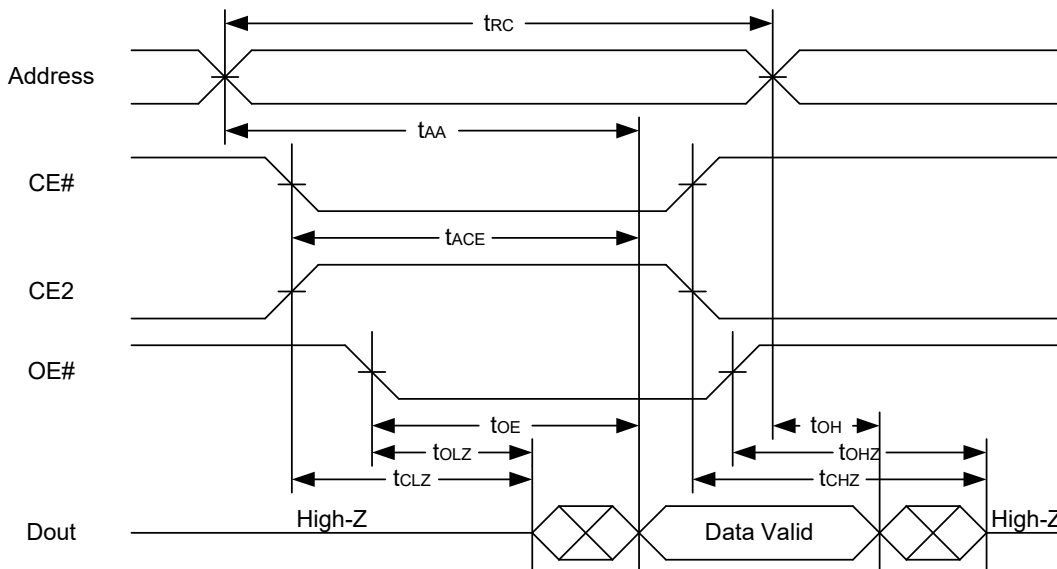 tRC
Address
tAA
CE#
tACE
CE2
OE#
tOE
tOH
tOLZ
tOHZ
tCLZ
tCHZ
High-Z
High-Z
Dout
Data Valid